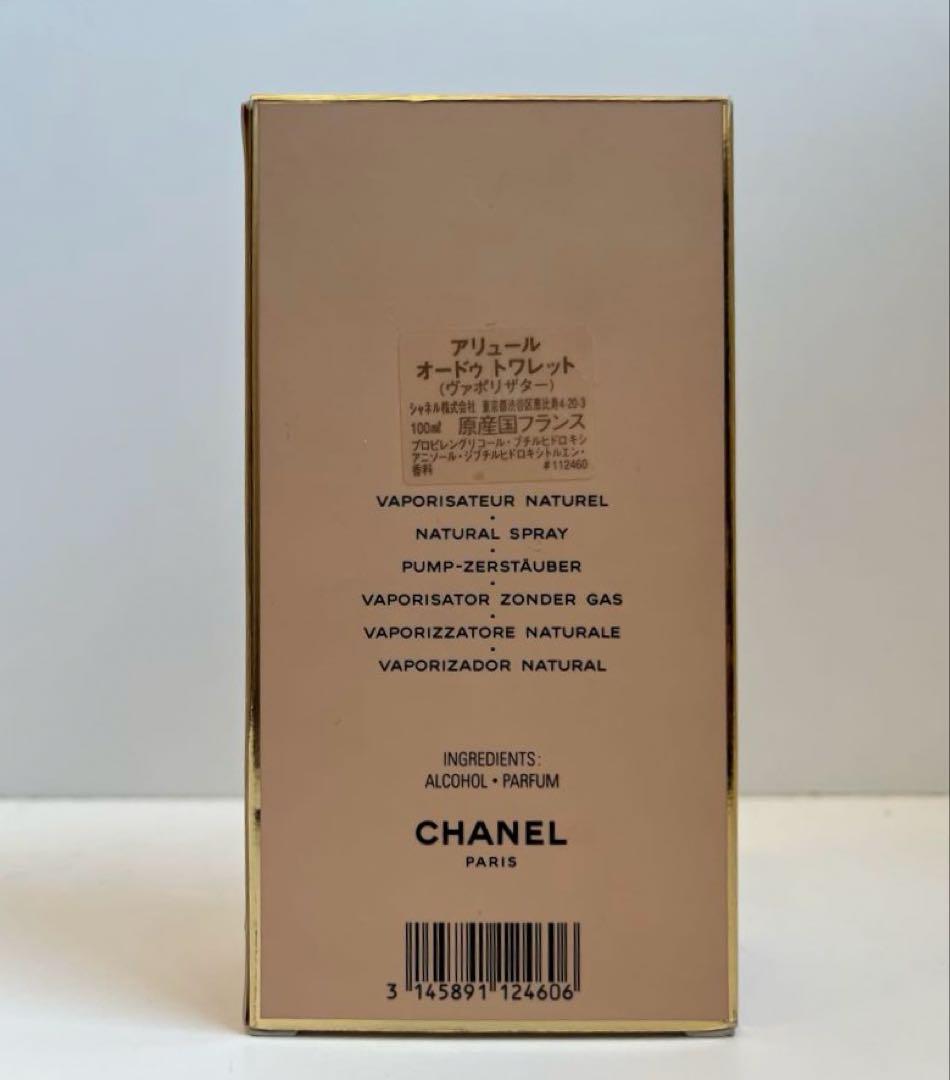 アリュール
オードゥ トワレット
(ヴァポリザター)
シャネル株式会社 東京都渋谷区恵比寿4-20-3
100㎖ 原産国フランス
プロピレングリコール・ブチルヒドロキシ
アニソール・ジブチルヒドロキシトルエン・
香料 #112460
VAPORISATEUR NATUREL
•
NATURAL SPRAY
•
PUMP-ZERSTÄUBER
•
VAPORISATOR ZONDER GAS
•
VAPORIZZATORE NATURALE
•
VAPORIZADOR NATURAL
INGREDIENTS:
ALCOHOL • PARFUM
CHANEL
PARIS
3 145891 124606